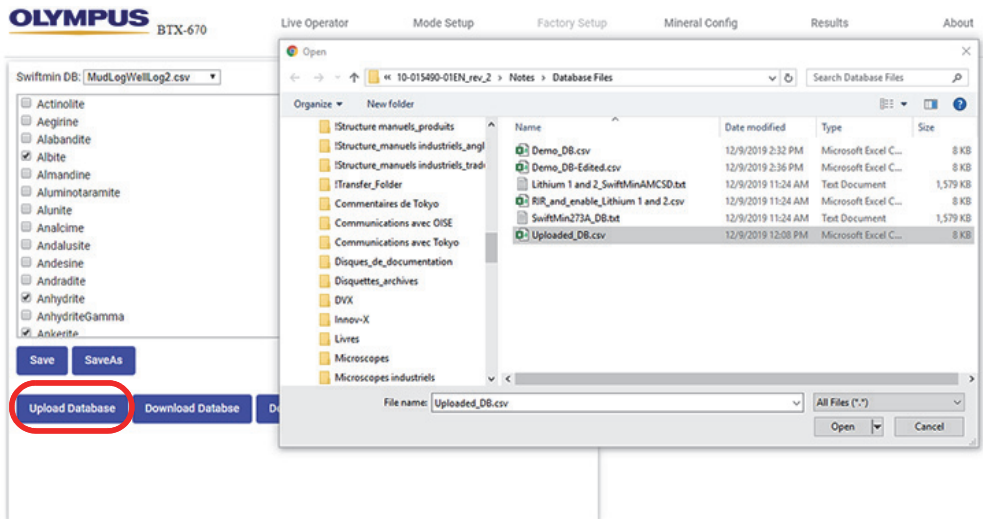 OLYMPUS BTX-670
Live Operator Mode Setup Factory Setup Mineral Config Results About
Swiftmin DB: MudLogWellLog2.csv
Actinolite
Aegirine
Alabandite
Albite
Almandine
Aluminotaramite
Alunite
Analcime
Andalusite
Andesine
Andradite
Anhydrite
AnhydriteGamma
Ankerite
Save SaveAs
Upload Database Download Databse De
Open
« 10-015490-01EN_rev_2 › Notes › Database Files
Search Database Files
Organize New folder
!Structure manuels_produits
!Structure_manuels industriels_angl
!Structure_manuels industriels_trad
!Transfer_Folder
Commentaires de Tokyo
Communications avec OISE
Communications avec Tokyo
Disques_de_documentation
Disquettes_archives
DVX
Innov-X
Livres
Microscopes
Microscopes industriels
Name Date modified Type Size
Demo_DB.csv 12/9/2019 2:32 PM Microsoft Excel C... 8 KB
Demo_DB-Edited.csv 12/9/2019 2:36 PM Microsoft Excel C... 8 KB
Lithium 1 and 2_SwiftMinAMCSD.txt 12/9/2019 11:24 AM Text Document 1,579 KB
RIR_and_enable_Lithium 1 and 2.csv 12/9/2019 11:24 AM Microsoft Excel C... 8 KB
SwiftMin273A_DB.txt 12/9/2019 11:24 AM Text Document 1,579 KB
Uploaded_DB.csv 12/9/2019 12:08 PM Microsoft Excel C... 8 KB
File name: Uploaded_DB.csv All Files (*.*)
Open Cancel